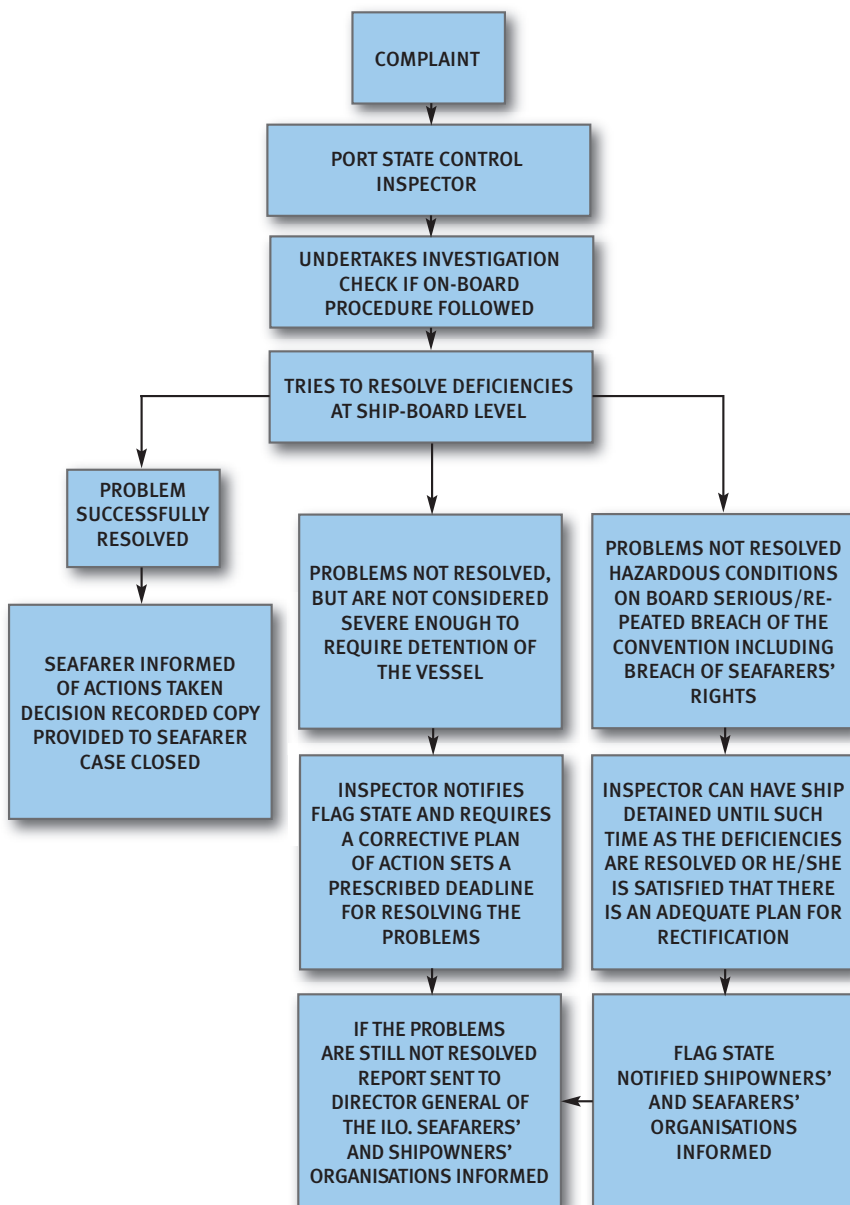 COMPLAINT
PORT STATE CONTROL
INSPECTOR
UNDERTAKES INVESTIGATION
CHECK IF ON-BOARD
PROCEDURE FOLLOWED
TRIES TO RESOLVE DEFICIENCIES
AT SHIP-BOARD LEVEL
PROBLEM
SUCCESSFULLY
RESOLVED
SEAFARER INFORMED
OF ACTIONS TAKEN
DECISION RECORDED COPY
PROVIDED TO SEAFARER
CASE CLOSED
PROBLEMS NOT RESOLVED,
BUT ARE NOT CONSIDERED
SEVERE ENOUGH TO
REQUIRE DETENTION OF
THE VESSEL
INSPECTOR NOTIFIES
FLAG STATE AND REQUIRES
A CORRECTIVE PLAN
OF ACTION SETS A
PRESCRIBED DEADLINE
FOR RESOLVING THE
PROBLEMS
IF THE PROBLEMS
ARE STILL NOT RESOLVED
REPORT SENT TO
DIRECTOR GENERAL OF
THE ILO. SEAFARERS’
AND SHIPOWNERS’
ORGANISATIONS INFORMED
PROBLEMS NOT RESOLVED
HAZARDOUS CONDITIONS
ON BOARD SERIOUS/RE-
PEATED BREACH OF THE
CONVENTION INCLUDING
BREACH OF SEAFARERS’
RIGHTS
INSPECTOR CAN HAVE SHIP
DETAINED UNTIL SUCH
TIME AS THE DEFICIENCIES
ARE RESOLVED OR HE/SHE
IS SATISFIED THAT THERE
IS AN ADEQUATE PLAN FOR
RECTIFICATION
FLAG STATE
NOTIFIED SHIPOWNERS’
AND SEAFARERS’
ORGANISATIONS
INFORMED